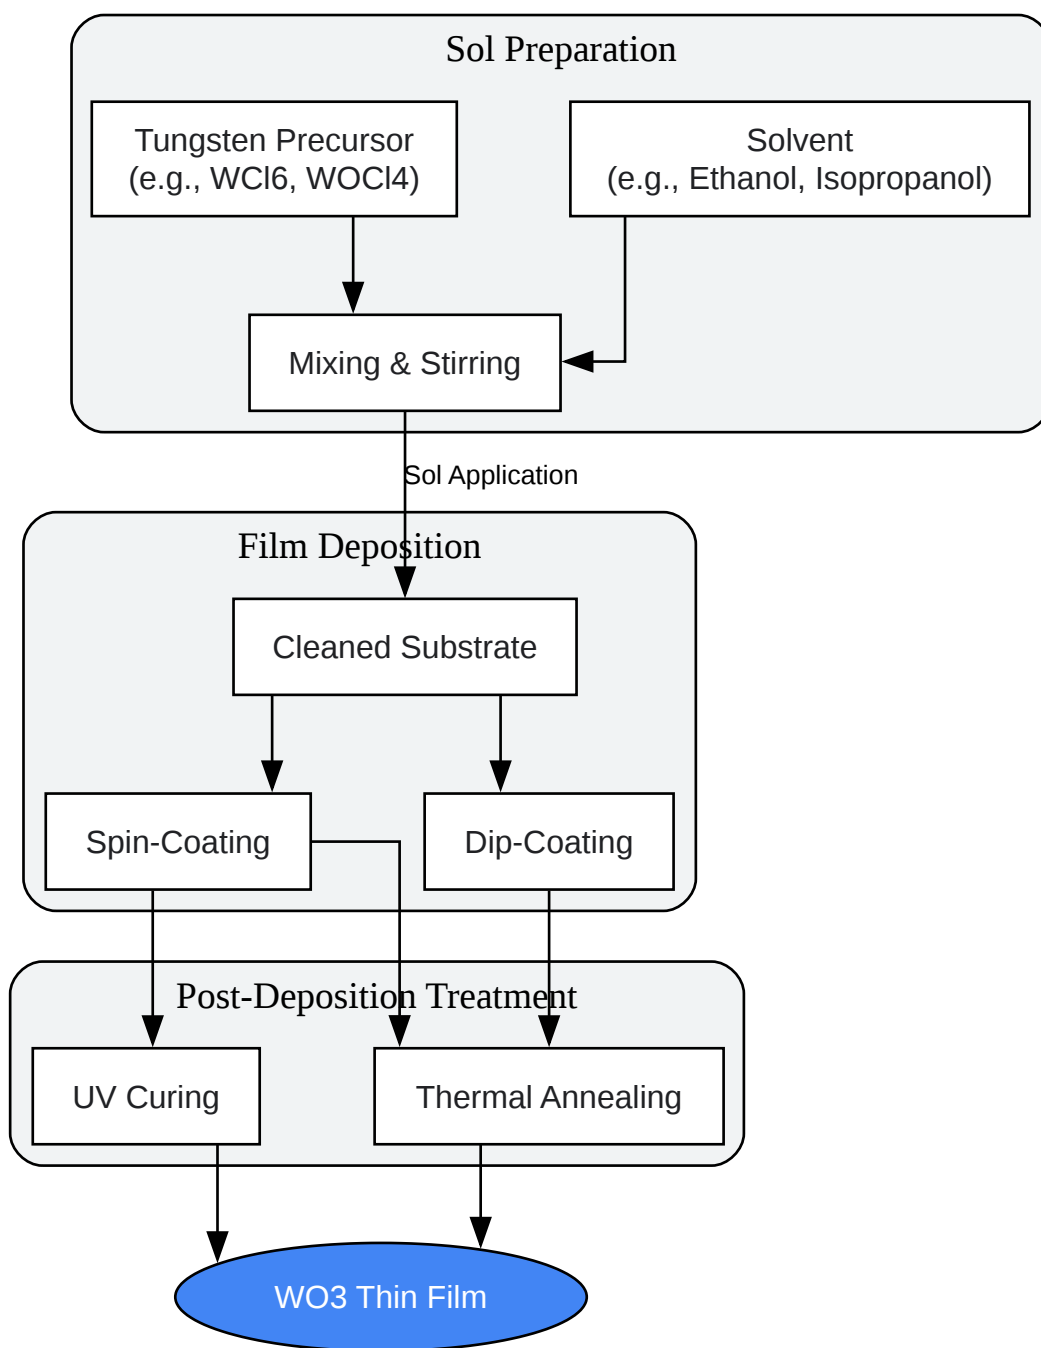 Sol Preparation
Tungsten Precursor
(e.g., WCl6, WOCl4)
Solvent
(e.g., Ethanol, Isopropanol)
Mixing & Stirring
Sol Application
Film Deposition
Cleaned Substrate
Spin-Coating
Dip-Coating
Post-Deposition Treatment
UV Curing
Thermal Annealing
WO3 Thin Film